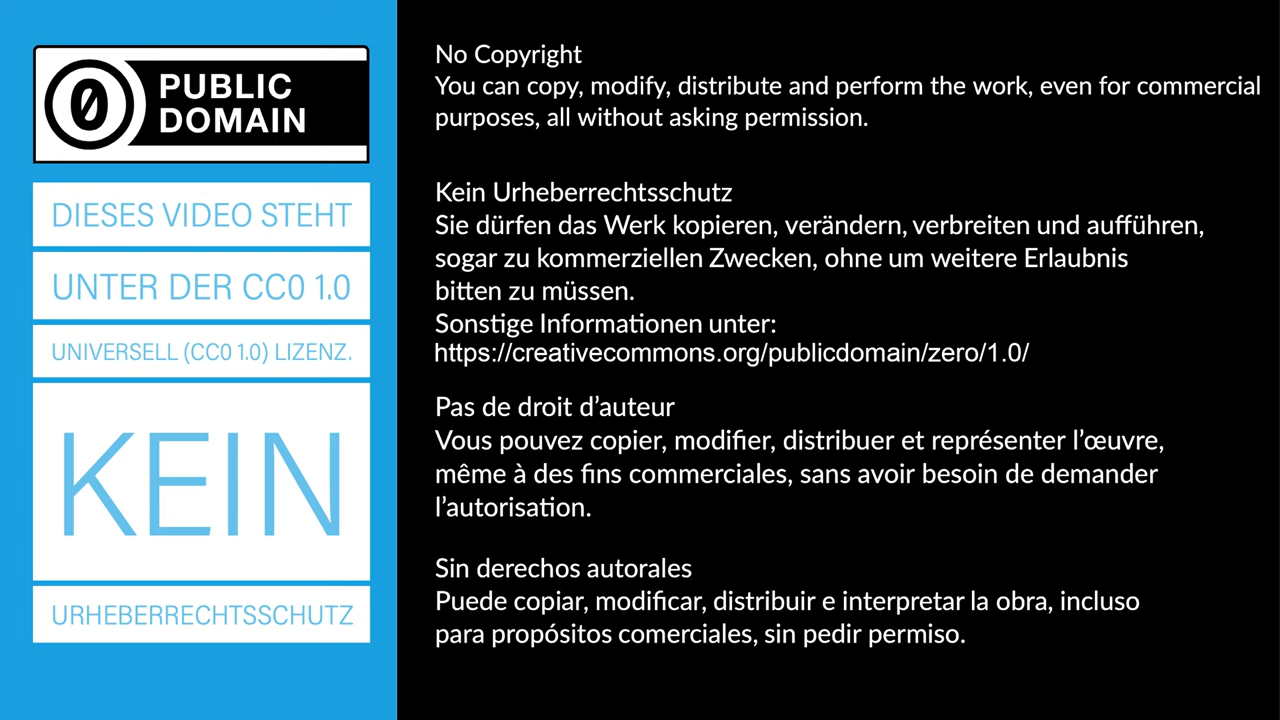 0 PUBLIC
DOMAIN
DIESES VIDEO STEHT
UNTER DER CC0 1.0
UNIVERSELL (CC0 1.0) LIZENZ.
KEIN
URHEBERRECHTSSCHUTZ
No Copyright
You can copy, modify, distribute and perform the work, even for commercial
purposes, all without asking permission.
Kein Urheberrechtsschutz
Sie dürfen das Werk kopieren, verändern, verbreiten und aufführen,
sogar zu kommerziellen Zwecken, ohne um weitere Erlaubnis
bitten zu müssen.
Sonstige Informationen unter:
https://creativecommons.org/publicdomain/zero/1.0/
Pas de droit d’auteur
Vous pouvez copier, modifier, distribuer et représenter l’œuvre,
même à des fins commerciales, sans avoir besoin de demander
l’autorisation.
Sin derechos autorales
Puede copiar, modificar, distribuir e interpretar la obra, incluso
para propósitos comerciales, sin pedir permiso.